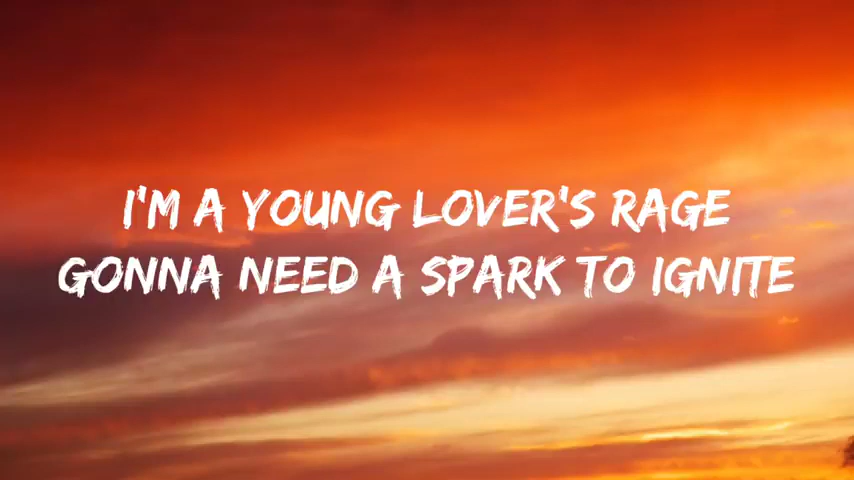 I'M A YOUNG LOVER'S RAGE
GONNA NEED A SPARK TO IGNITE